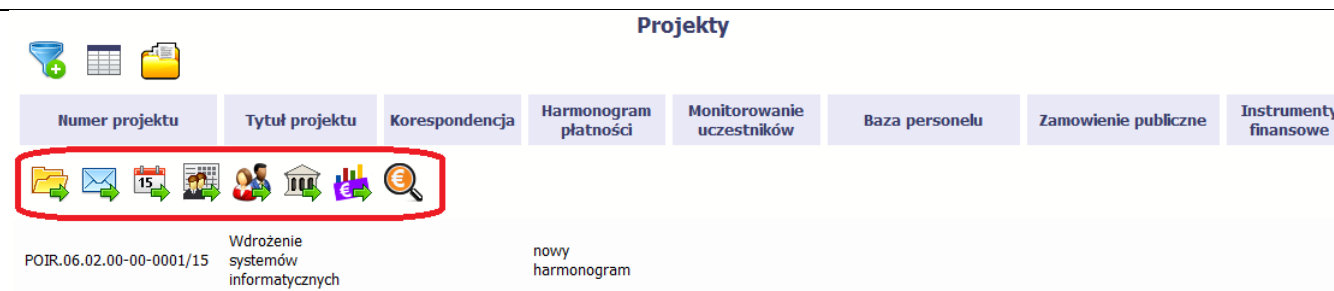 Projekty
Numer projektu
Tytuł projektu
Korespondencja
Harmonogram
płatności
Monitorowanie
uczestników
Baza personelu
Zamowienie publiczne
Instrumenty
finansowe
15
POIR.06.02.00-00-0001/15
Wdrożenie
systemów
informatycznych
nowy
harmonogram